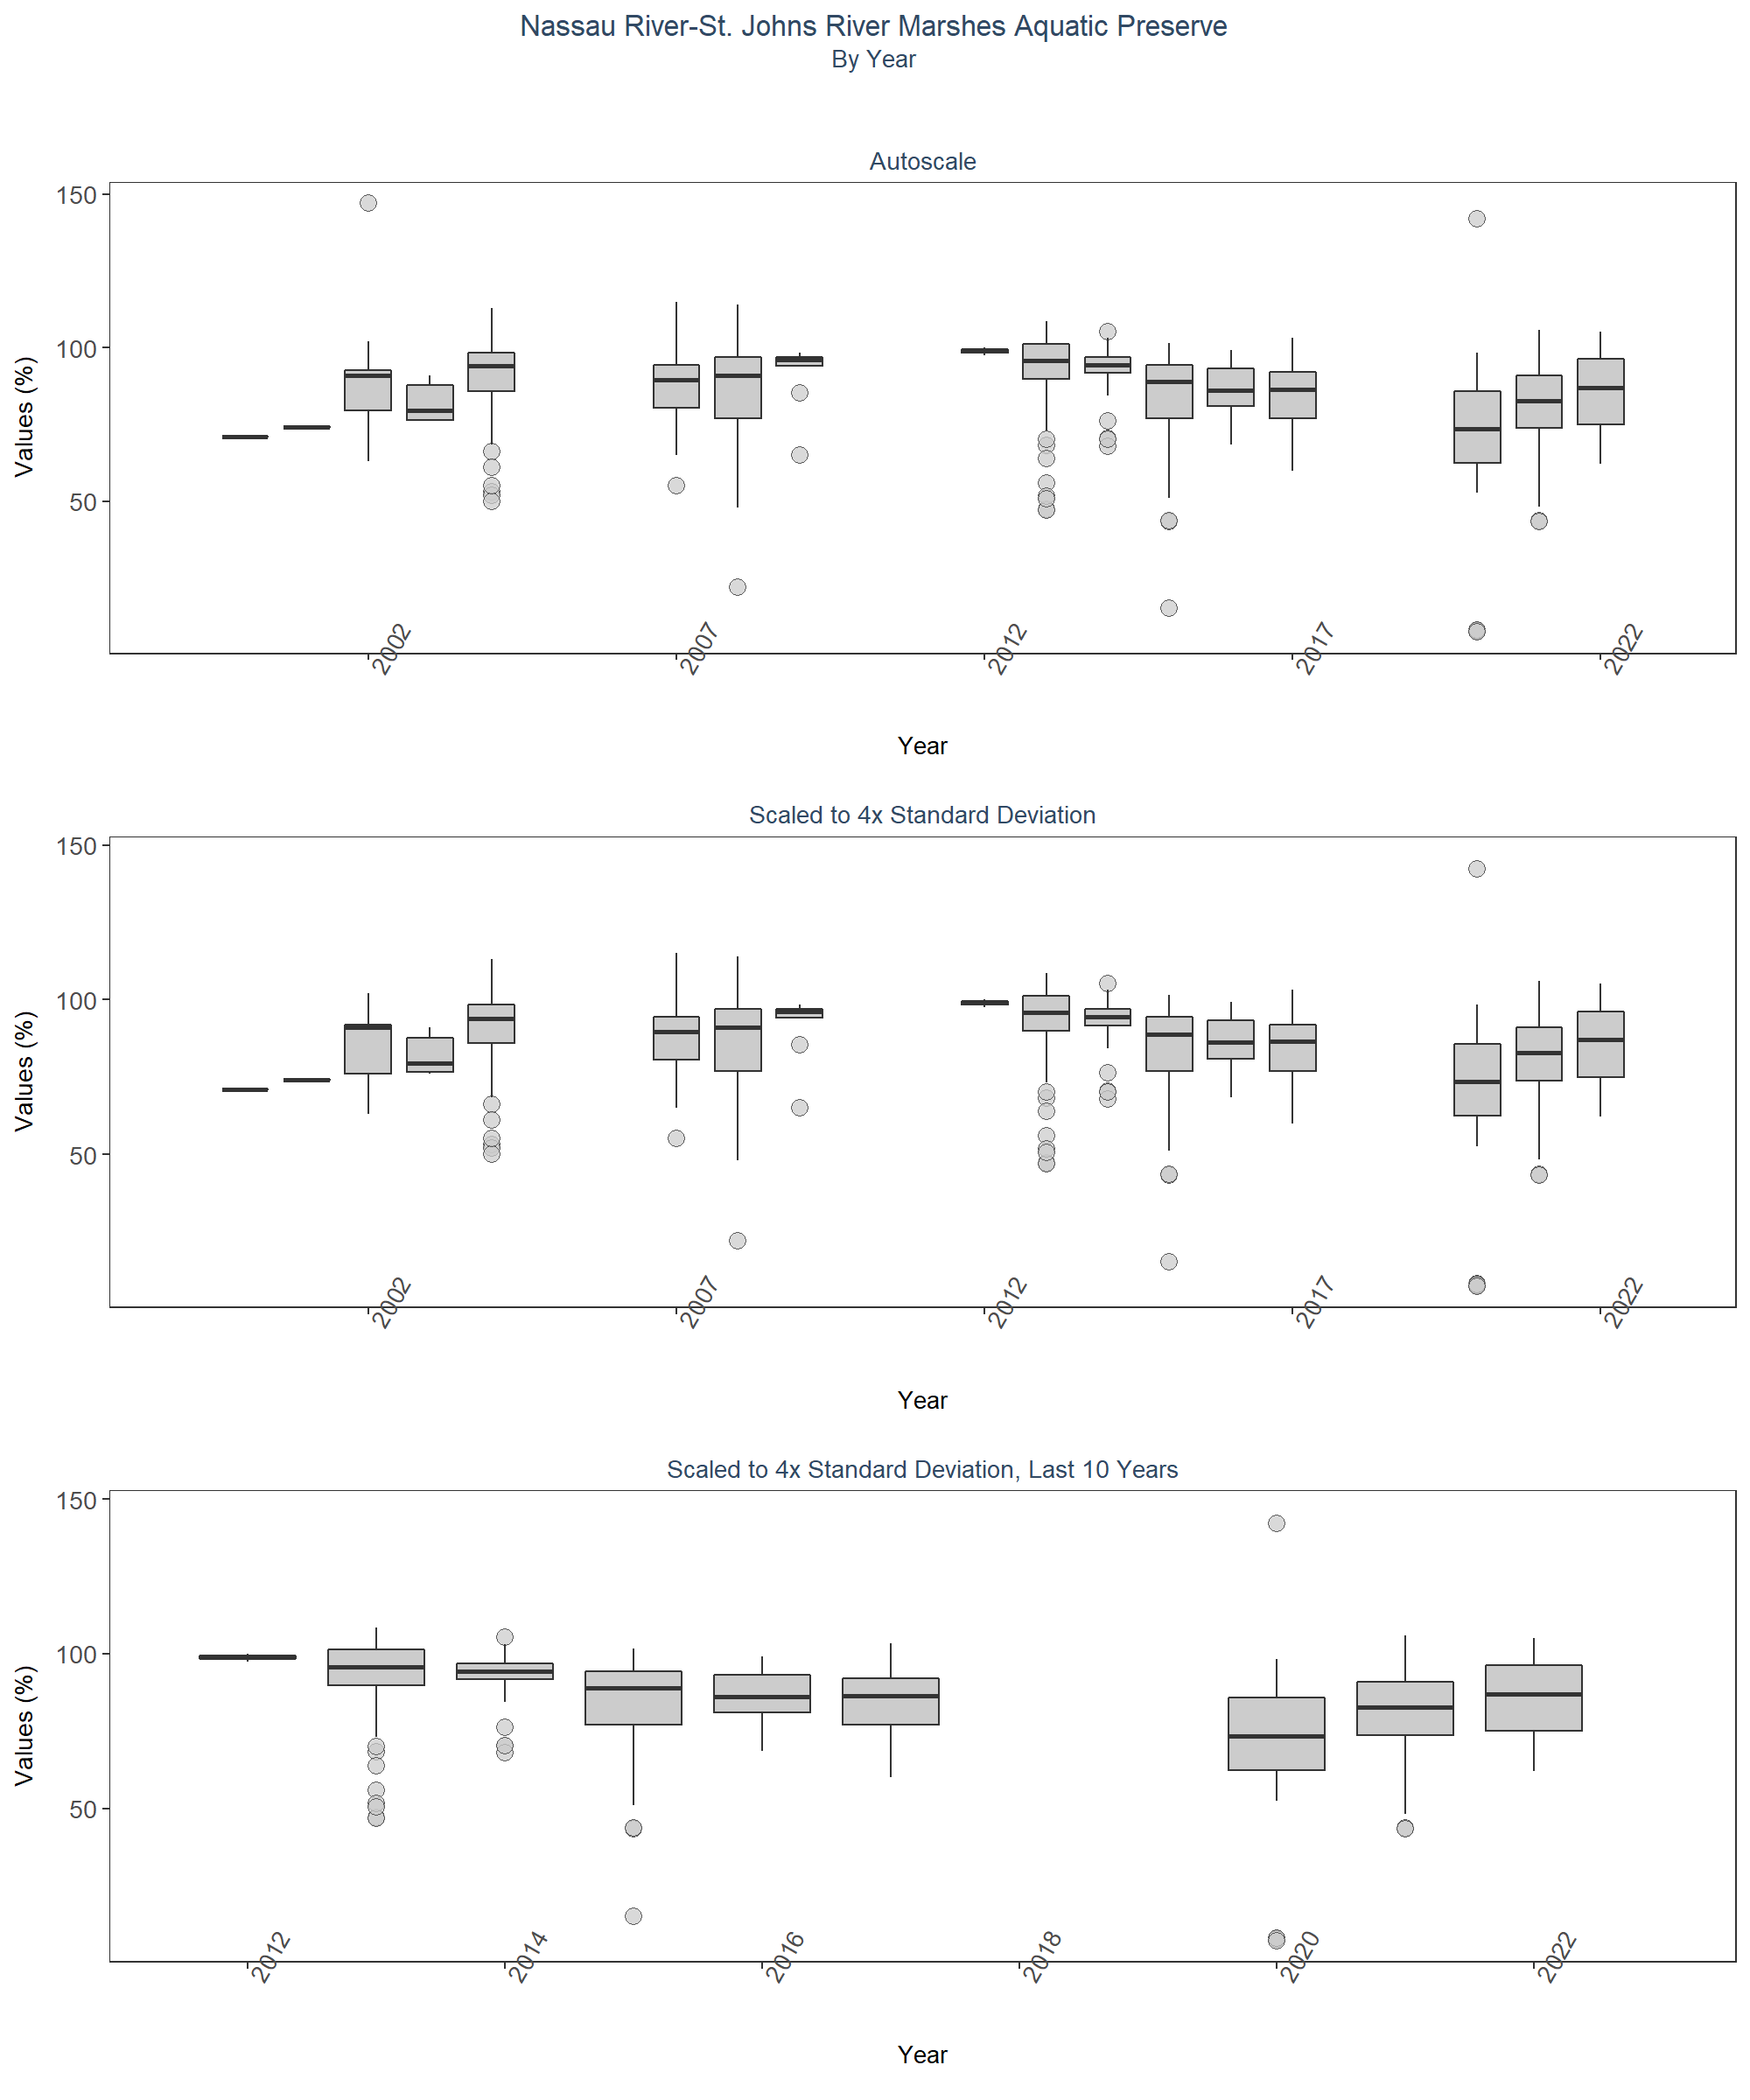 Nassau River-St. Johns River Marshes Aquatic Preserve
By Year
Autoscale
150
100
50
Values (%)
2002 2007 2012 2017 2022
Year
Scaled to 4x Standard Deviation
150
100
50
Values (%)
2002 2007 2012 2017 2022
Year
Scaled to 4x Standard Deviation, Last 10 Years
150
100
50
Values (%)
2012 2014 2016 2018 2020 2022
Year